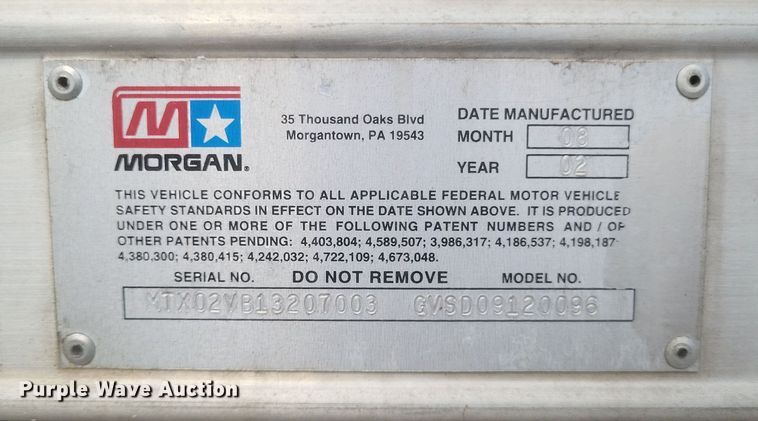 M
MORGAN®
35 Thousand Oaks Blvd
Morgantown, PA 19543
DATE MANUFACTURED
MONTH 08
YEAR 02
THIS VEHICLE CONFORMS TO ALL APPLICABLE FEDERAL MOTOR VEHICLE
SAFETY STANDARDS IN EFFECT ON THE DATE SHOWN ABOVE. IT IS PRODUCED
UNDER ONE OR MORE OF THE FOLLOWING PATENT NUMBERS AND / OR
OTHER PATENTS PENDING: 4,403,804; 4,589,507; 3,986,317; 4,186,537; 4,198,187;
4,380,300; 4,380,415; 4,242,032; 4,722,109; 4,673,048.
SERIAL NO. DO NOT REMOVE MODEL NO.
MTX02VB13207003 GVSD09120096
Purple Wave Auction